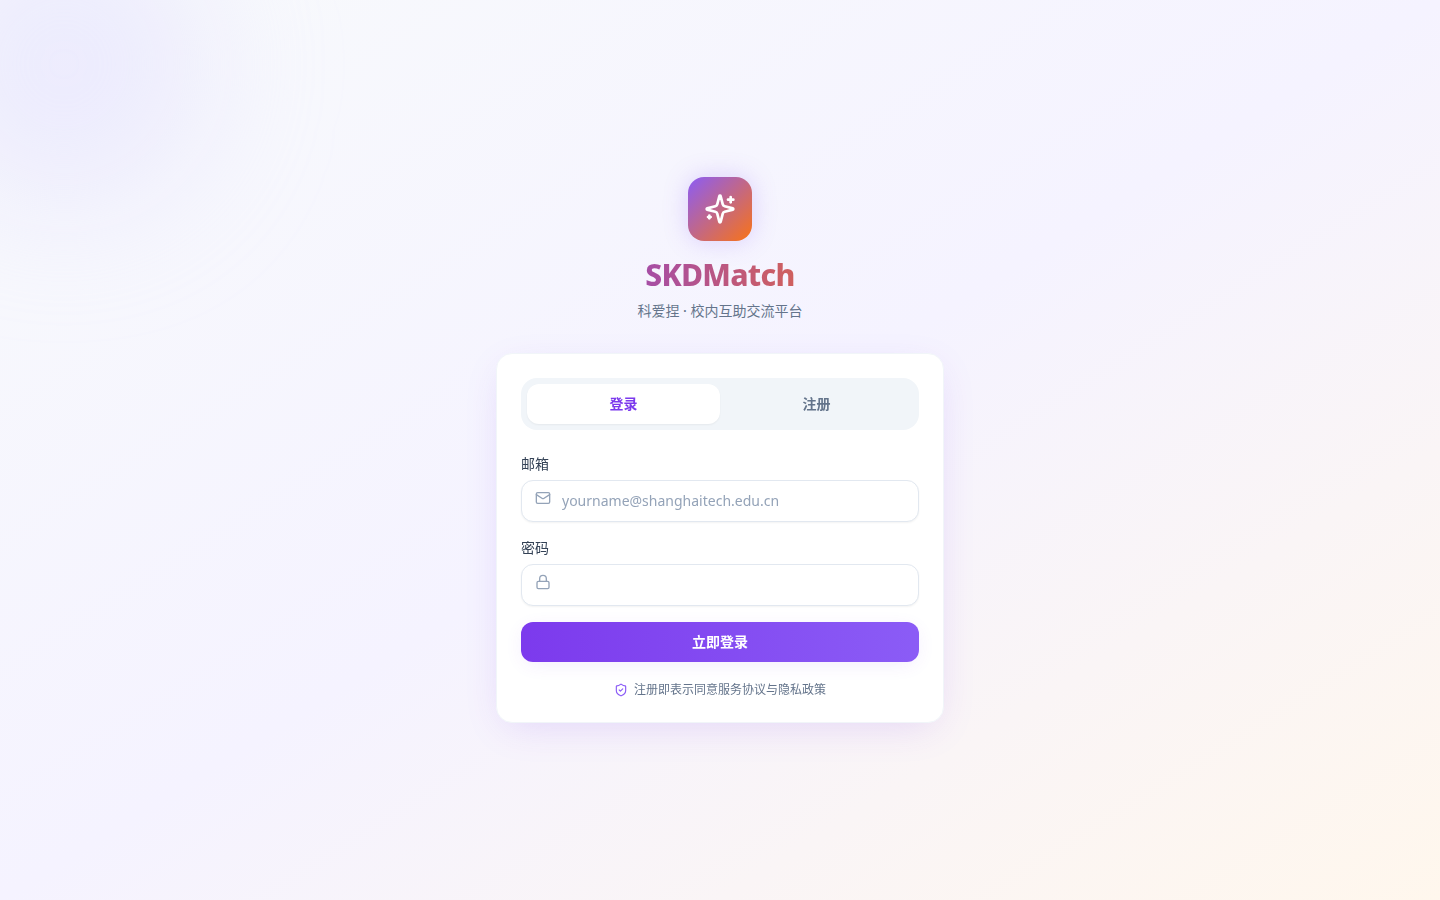 SKDMatch
科爱捏 · 校内互助交流平台
登录
注册
邮箱
yourname@shanghaitech.edu.cn
密码
立即登录
注册即表示同意服务协议与隐私政策